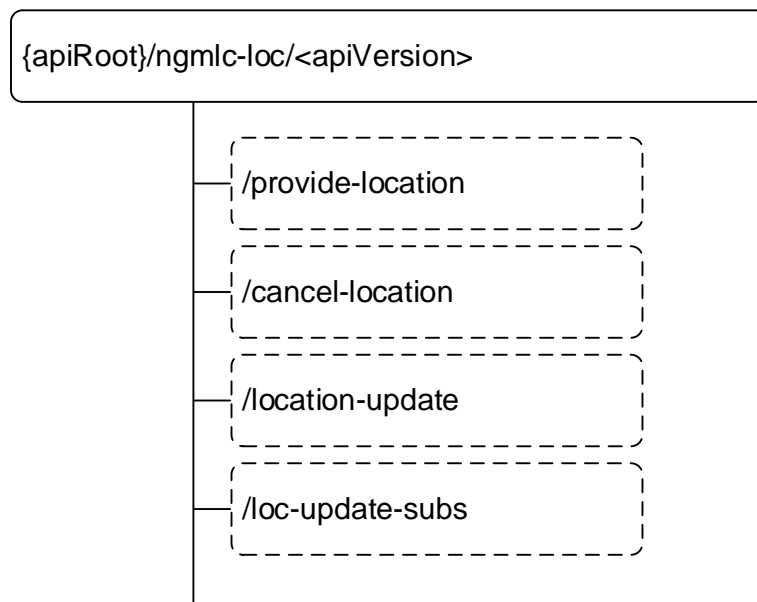 {apiRoot}/ngmlc-loc/<apiVersion>
/provide-location
/cancel-location
/location-update
/loc-update-subs